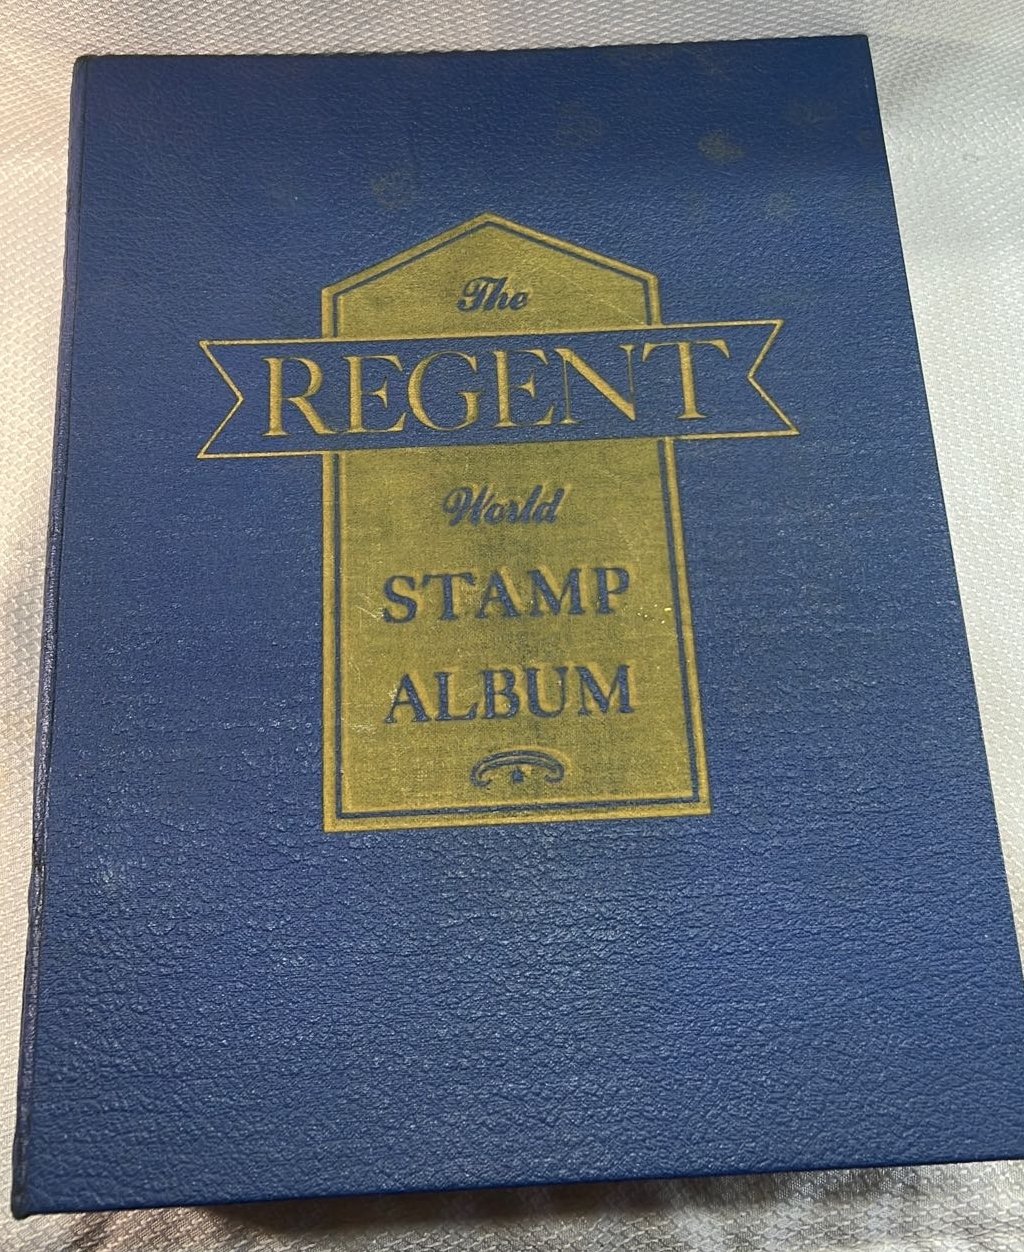 The
REGENT
World
STAMP
ALBUM